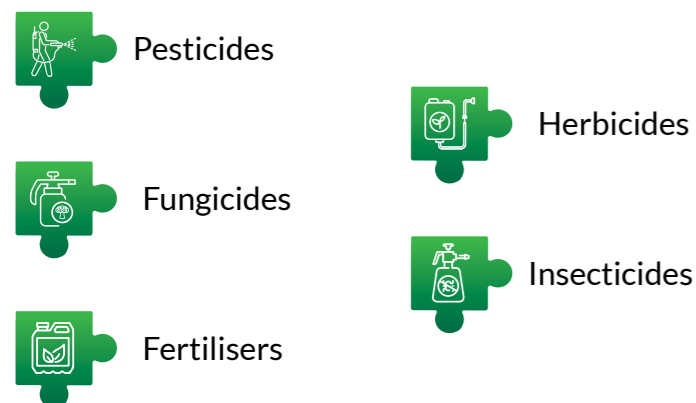 Pesticides
Herbicides
Fungicides
Insecticides
Fertilisers